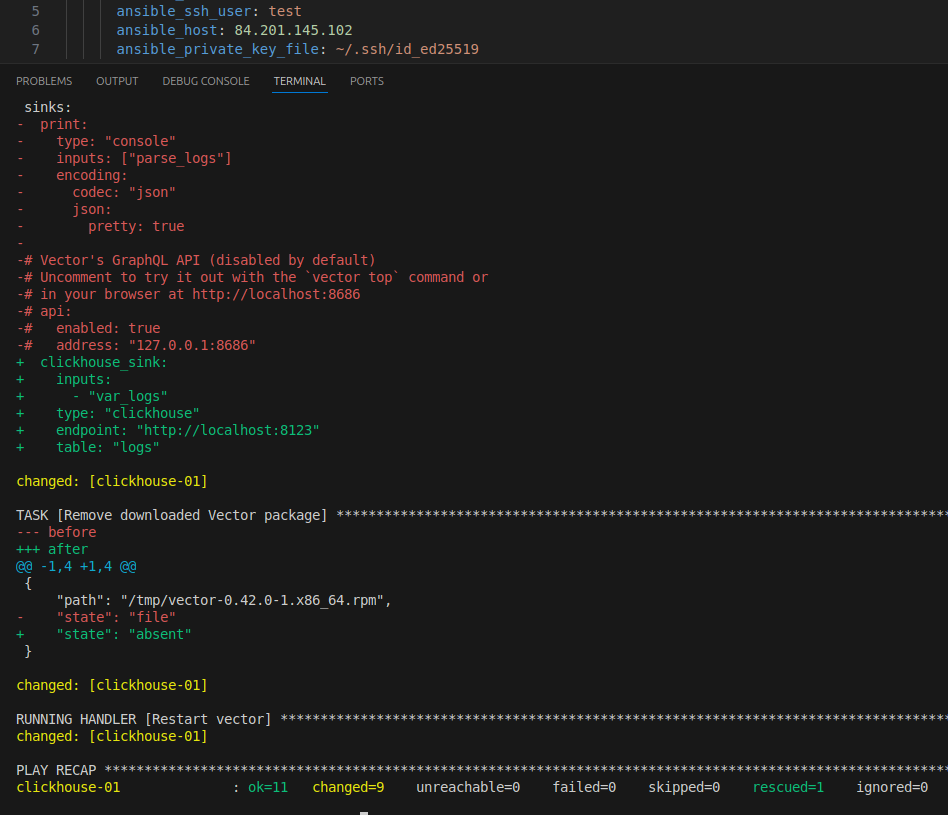 5 ansible_ssh_user: test
6 ansible_host: 84.201.145.102
7 ansible_private_key_file: ~/.ssh/id_ed25519
PROBLEMS OUTPUT DEBUG CONSOLE TERMINAL PORTS
 sinks:
-  print:
-    type: "console"
-    inputs: ["parse_logs"]
-    encoding:
-      codec: "json"
-      json:
-        pretty: true
-
-# Vector's GraphQL API (disabled by default)
-# Uncomment to try it out with the `vector top` command or
-# in your browser at http://localhost:8686
-# api:
-#   enabled: true
-#   address: "127.0.0.1:8686"
+  clickhouse_sink:
+    inputs:
+      - "var_logs"
+    type: "clickhouse"
+    endpoint: "http://localhost:8123"
+    table: "logs"
changed: [clickhouse-01]
TASK [Remove downloaded Vector package] ****************************************************************************
--- before
+++ after
@@ -1,4 +1,4 @@
 {
     "path": "/tmp/vector-0.42.0-1.x86_64.rpm",
-    "state": "file"
+    "state": "absent"
 }
changed: [clickhouse-01]
RUNNING HANDLER [Restart vector] ***********************************************************************************
changed: [clickhouse-01]
PLAY RECAP *********************************************************************************************************
clickhouse-01              : ok=11   changed=9    unreachable=0    failed=0    skipped=0    rescued=1    ignored=0